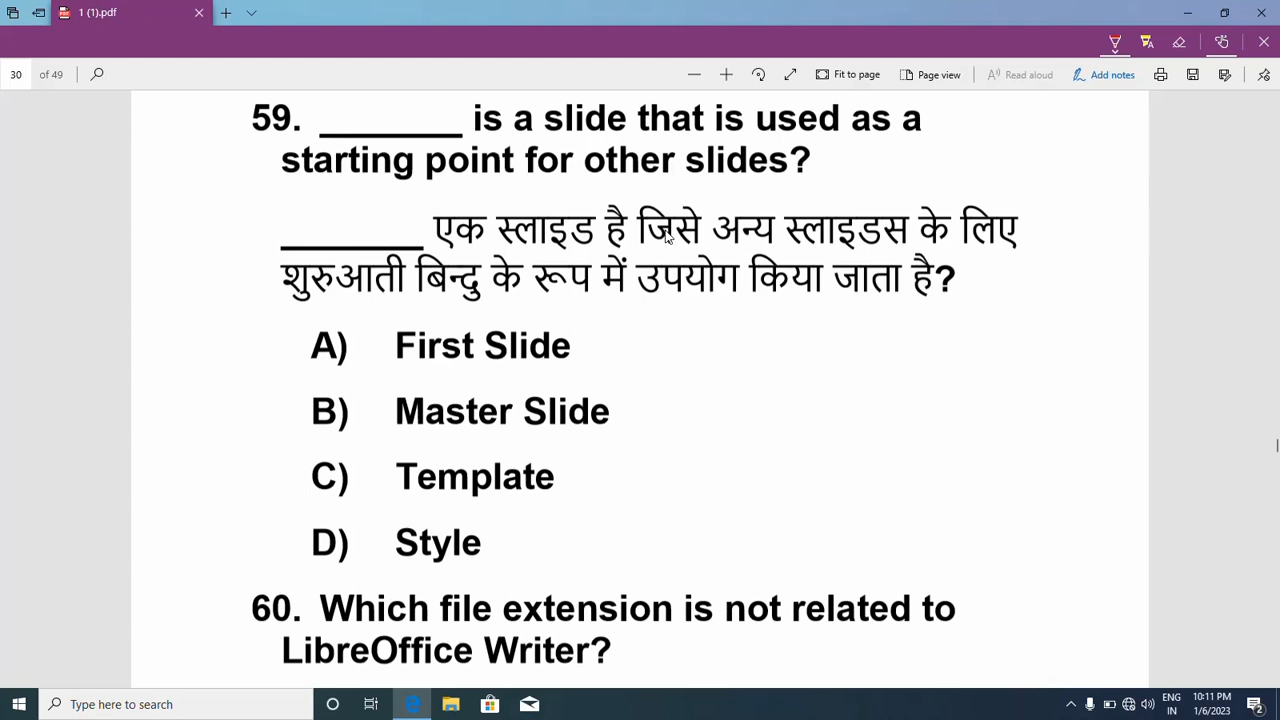 1 (1).pdf
30 of 49
Fit to page Page view Read aloud Add notes
59. _______ is a slide that is used as a
starting point for other slides?
_______ एक स्लाइड है जिसे अन्य स्लाइडस के लिए
शुरुआती बिन्दु के रूप में उपयोग किया जाता है?
A) First Slide
B) Master Slide
C) Template
D) Style
60. Which file extension is not related to
LibreOffice Writer?
Type here to search
ENG 10:11 PM
IN 1/6/2023
2